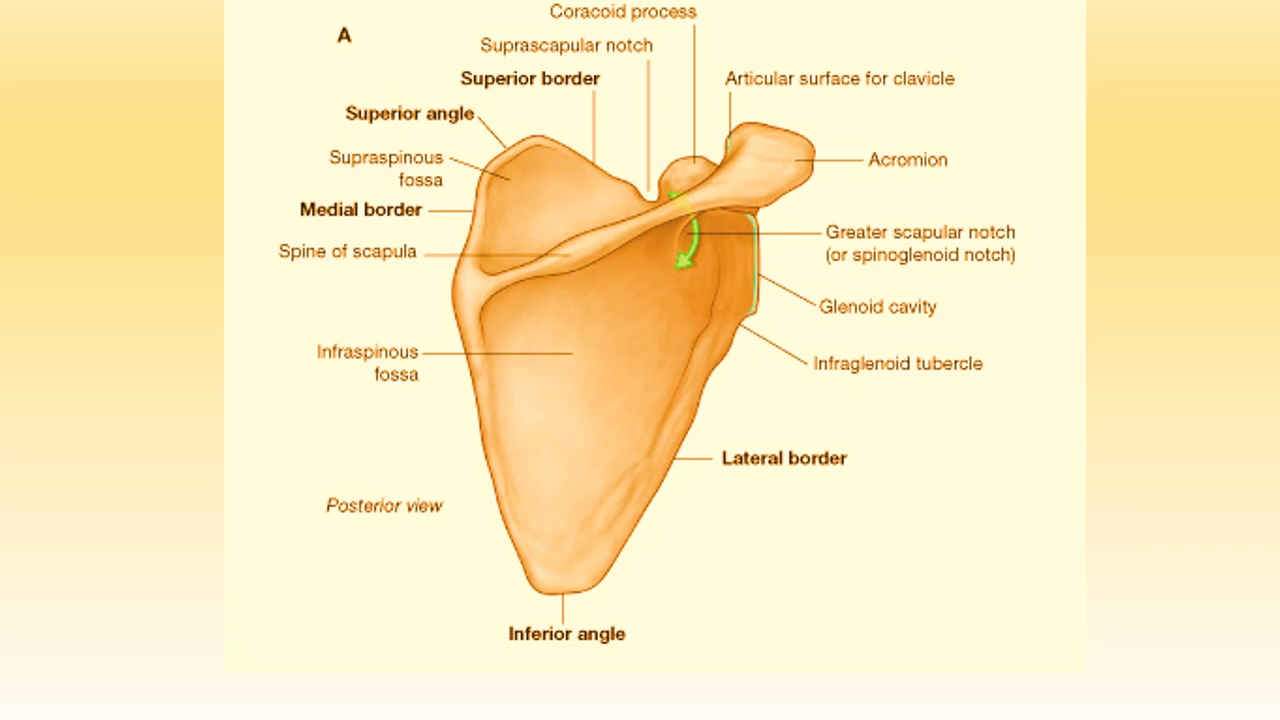 Coracoid process
A
Suprascapular notch
Superior border
Articular surface for clavicle
Superior angle
Supraspinous
fossa
Acromion
Medial border
Greater scapular notch
(or spinoglenoid notch)
Spine of scapula
Glenoid cavity
Infraspinous
fossa
Infraglenoid tubercle
Lateral border
Posterior view
Inferior angle